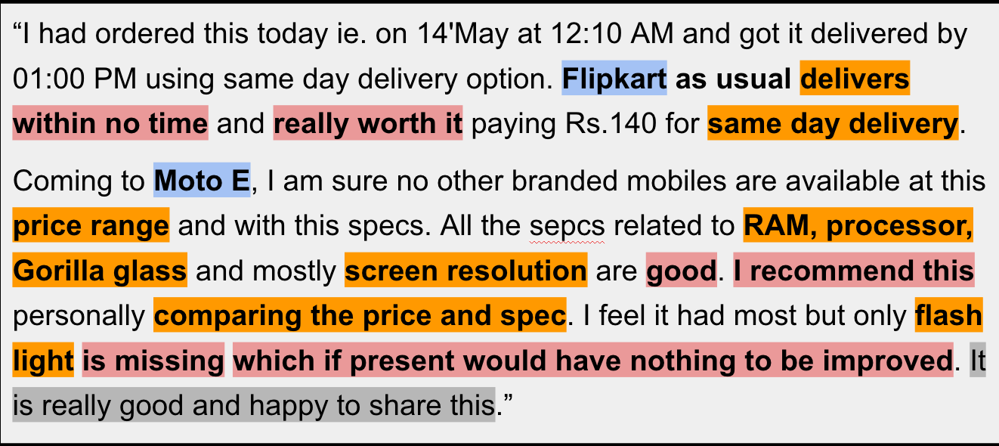 “I had ordered this today ie. on 14'May at 12:10 AM and got it delivered by
01:00 PM using same day delivery option. Flipkart as usual delivers
within no time and really worth it paying Rs.140 for same day delivery.
Coming to Moto E, I am sure no other branded mobiles are available at this
price range and with this specs. All the sepcs related to RAM, processor,
Gorilla glass and mostly screen resolution are good. I recommend this
personally comparing the price and spec. I feel it had most but only flash
light is missing which if present would have nothing to be improved. It
is really good and happy to share this.”